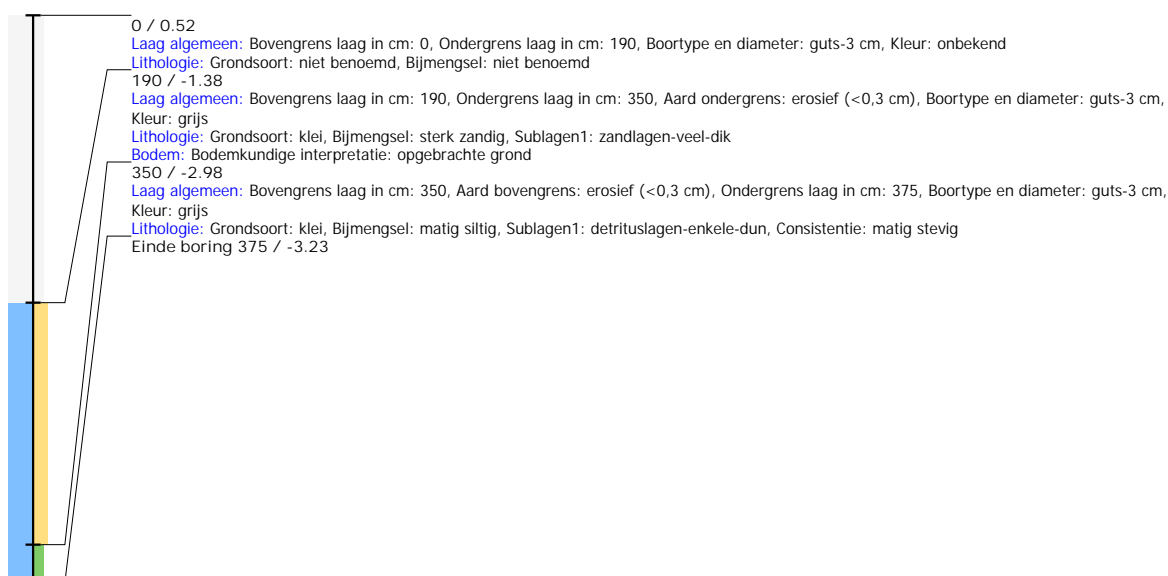 0 / 0.52
Laag algemeen: Bovengrens laag in cm: 0, Ondergrens laag in cm: 190, Boortype en diameter: guts-3 cm, Kleur: onbekend
Lithologie: Grondsoort: niet benoemd, Bijmengsel: niet benoemd
190 / -1.38
Laag algemeen: Bovengrens laag in cm: 190, Ondergrens laag in cm: 350, Aard ondergrens: erosief (<0,3 cm), Boortype en diameter: guts-3 cm,
Kleur: grijs
Lithologie: Grondsoort: klei, Bijmengsel: sterk zandig, Sublagen1: zandlagen-veel-dik
Bodem: Bodemkundige interpretatie: opgebrachte grond
350 / -2.98
Laag algemeen: Bovengrens laag in cm: 350, Aard bovengrens: erosief (<0,3 cm), Ondergrens laag in cm: 375, Boortype en diameter: guts-3 cm,
Kleur: grijs
Lithologie: Grondsoort: klei, Bijmengsel: matig siltig, Sublagen1: detrituslagen-enkele-dun, Consistentie: matig stevig
Einde boring 375 / -3.23